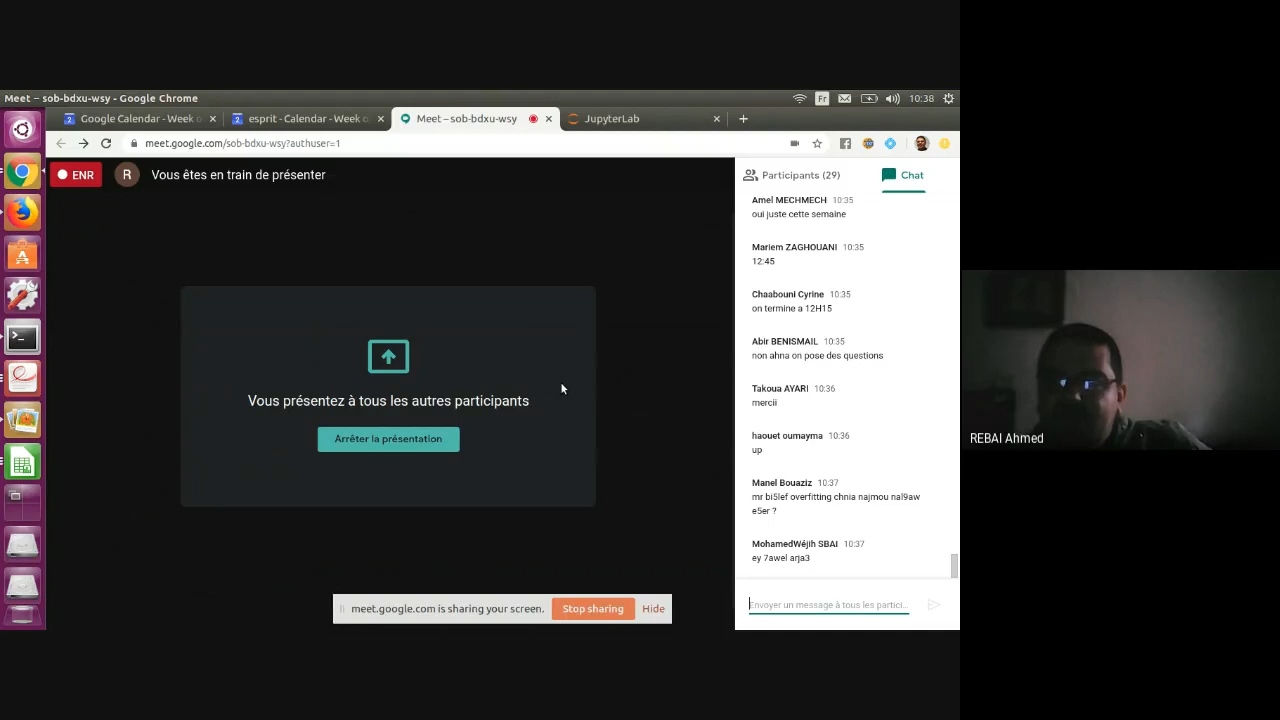 Meet – sob-bdxu-wsy - Google Chrome
Fr
10:38
Google Calendar - Week o
esprit - Calendar - Week o
Meet – sob-bdxu-wsy
JupyterLab
meet.google.com/sob-bdxu-wsy?authuser=1
ENR
R
Vous êtes en train de présenter
Participants (29)
Chat
Amel MECHMECH 10:35
oui juste cette semaine
Mariem ZAGHOUANI 10:35
12:45
Chaabouni Cyrine 10:35
on termine a 12H15
Abir BENISMAIL 10:35
non ahna on pose des questions
Takoua AYARI 10:36
mercii
haouet oumayma 10:36
up
Manel Bouaziz 10:37
mr bi5lef overfitting chnia najmou nal9aw
e5er ?
MohamedWéjih SBAI 10:37
ey 7awel arja3
Envoyer un message à tous les partici...
Vous présentez à tous les autres participants
Arrêter la présentation
meet.google.com is sharing your screen.
Stop sharing
Hide
REBAI Ahmed